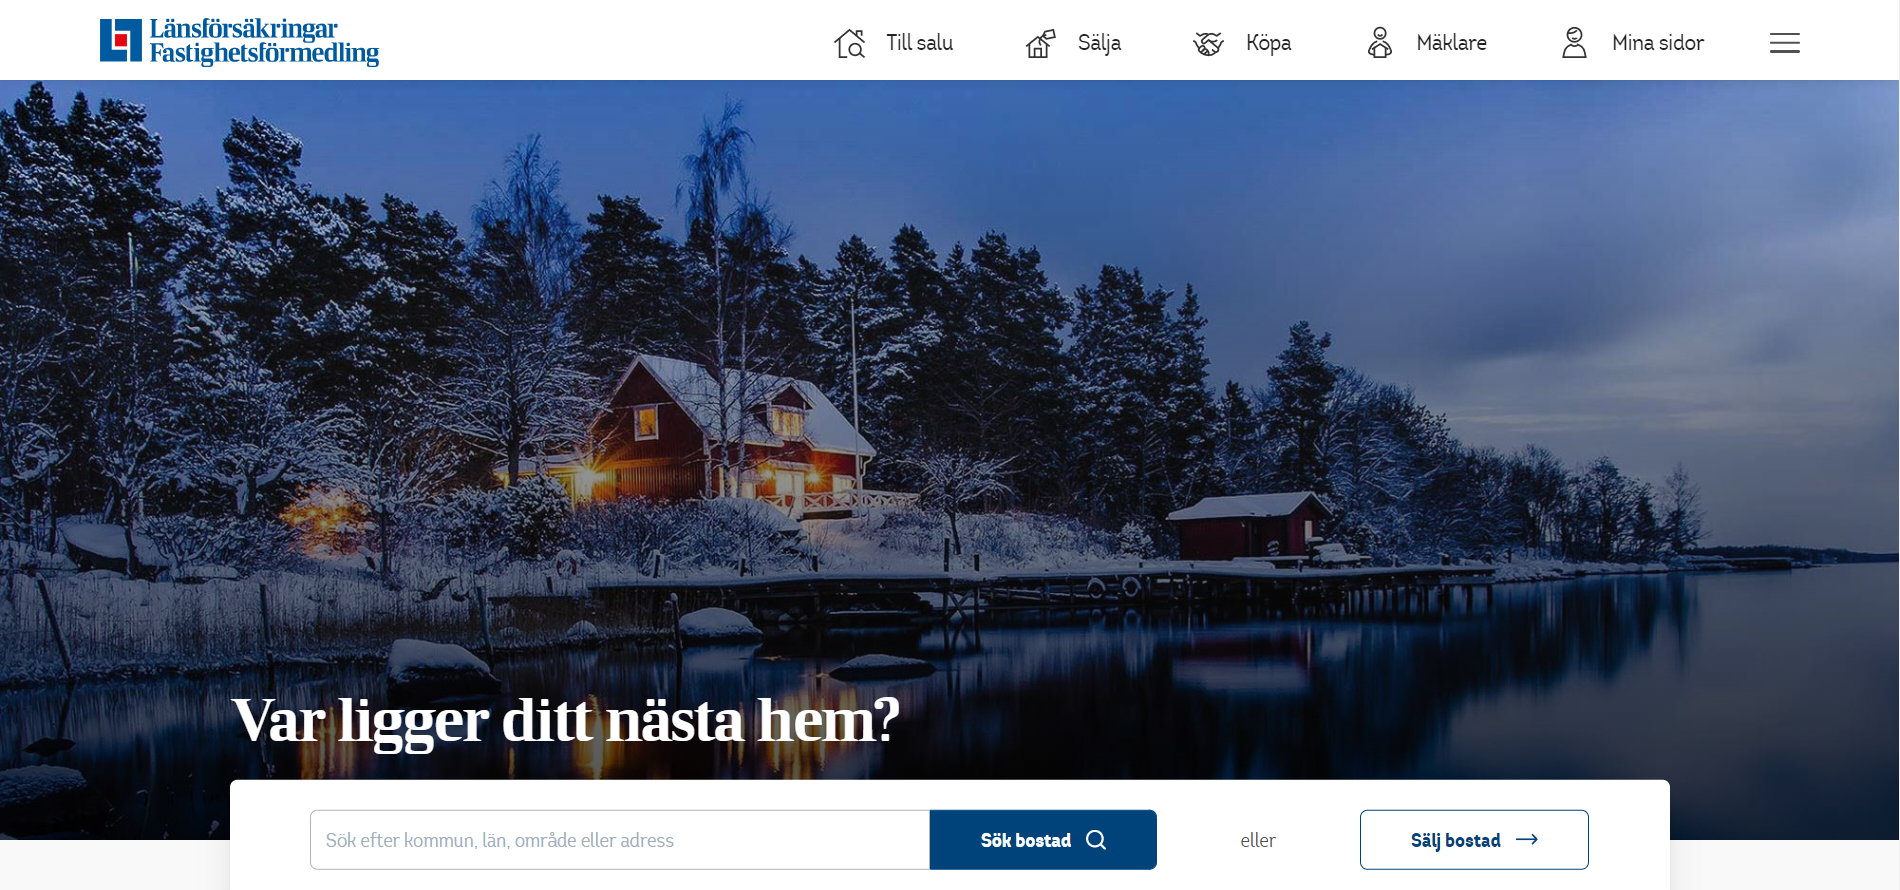 Länsförsäkringar
Fastighetsförmedling
Till salu
Sälja
Köpa
Mäklare
Mina sidor
Var ligger ditt nästa hem?
Sök efter kommun, län, område eller adress
Sök bostad
eller
Sälj bostad